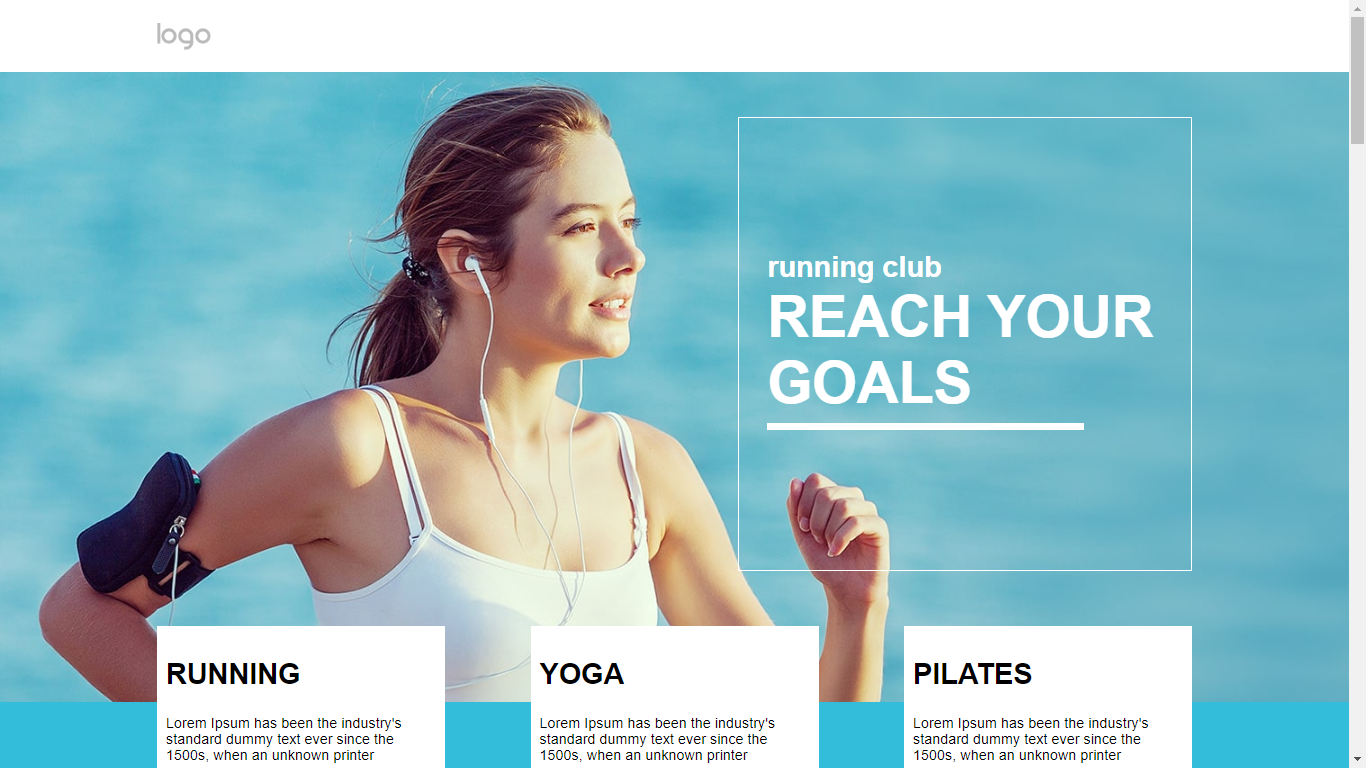 logo
running club
REACH YOUR
GOALS
RUNNING
Lorem Ipsum has been the industry's
standard dummy text ever since the
1500s, when an unknown printer
YOGA
Lorem Ipsum has been the industry's
standard dummy text ever since the
1500s, when an unknown printer
PILATES
Lorem Ipsum has been the industry's
standard dummy text ever since the
1500s, when an unknown printer